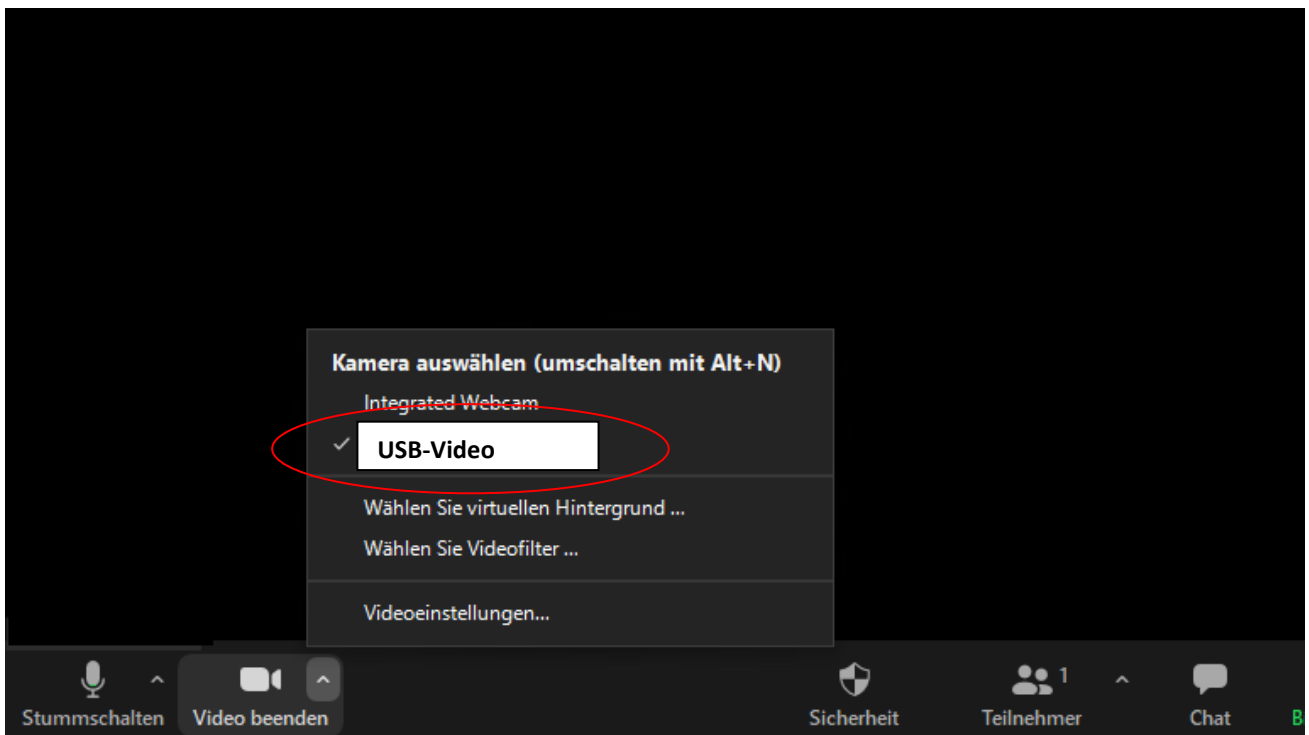 Kamera auswählen (umschalten mit Alt+N)
Integrated Webcam
USB-Video
Wählen Sie virtuellen Hintergrund ...
Wählen Sie Videofilter ...
Videoeinstellungen...
1
Stummschalten Video beenden Sicherheit Teilnehmer Chat